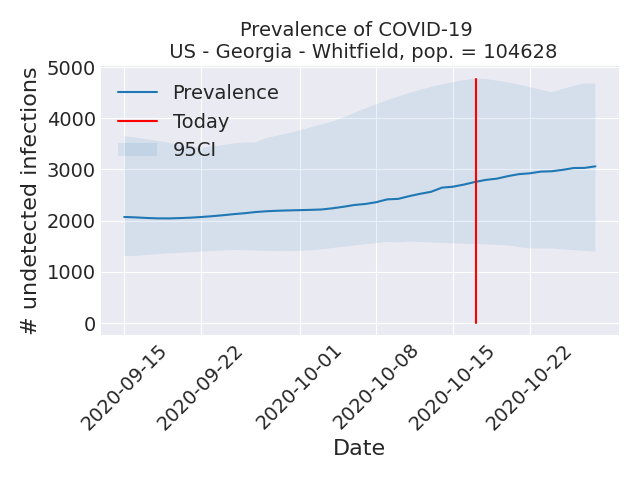 Prevalence of COVID-19
US - Georgia - Whitfield, pop. = 104628
# undetected infections
5000
4000
3000
2000
1000
0
Prevalence
Today
95CI
2020-09-15
2020-09-22
2020-10-01
2020-10-08
2020-10-15
2020-10-22
Date